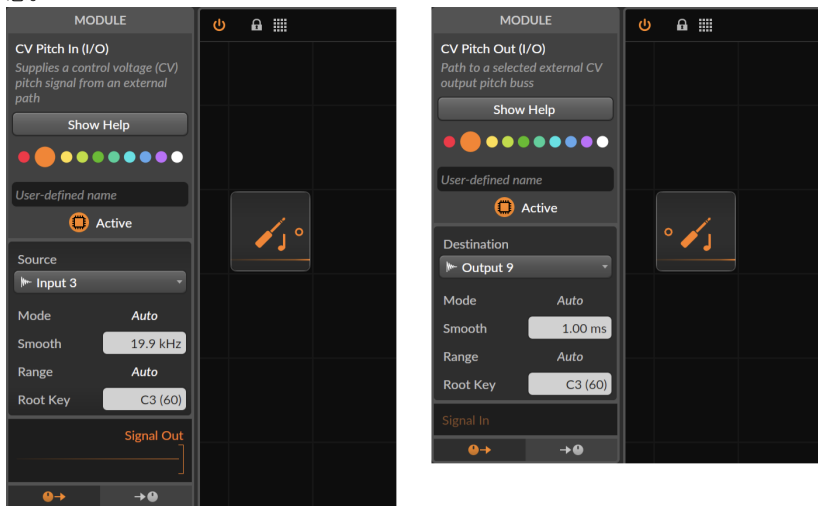 MODULE
CV Pitch In (I/O)
Supplies a control voltage (CV)
pitch signal from an external
path
Show Help
User-defined name
Active
Source
Input 3
Mode Auto
Smooth 19.9 kHz
Range Auto
Root Key C3 (60)
Signal Out
MODULE
CV Pitch Out (I/O)
Path to a selected external CV
output pitch buss
Show Help
User-defined name
Active
Destination
Output 9
Mode Auto
Smooth 1.00 ms
Range Auto
Root Key C3 (60)
Signal In